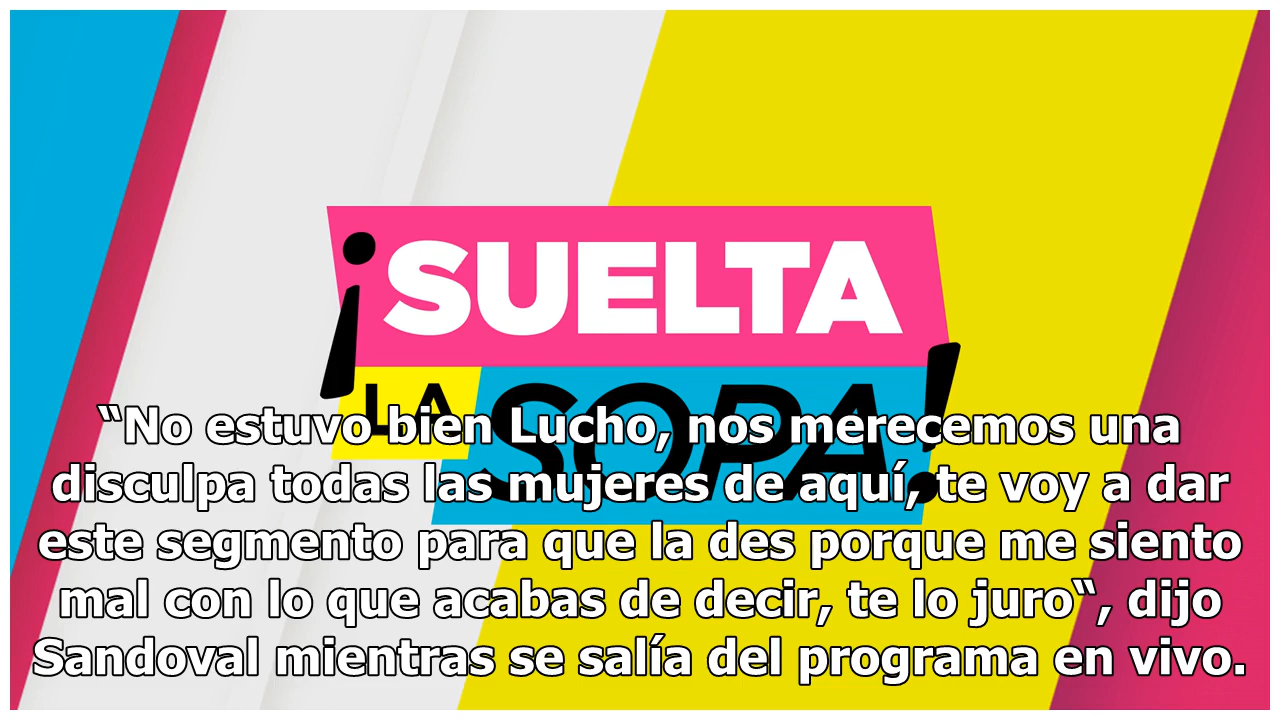 ¡SUELTA
LA SOPA!
“No estuvo bien Lucho, nos merecemos una
disculpa todas las mujeres de aquí, te voy a dar
este segmento para que la des porque me siento
mal con lo que acabas de decir, te lo juro“, dijo
Sandoval mientras se salía del programa en vivo.